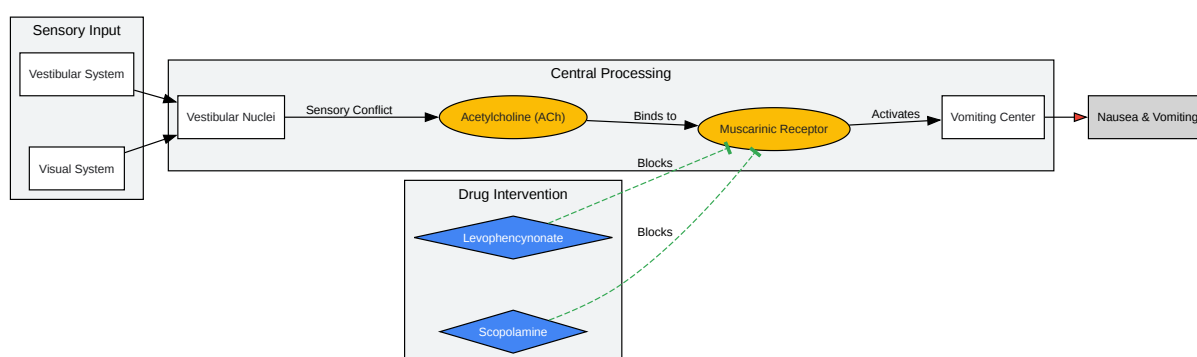 Sensory Input
Vestibular System
Visual System
Central Processing
Vestibular Nuclei
Sensory Conflict
Acetylcholine (ACh)
Binds to
Muscarinic Receptor
Activates
Vomiting Center
Nausea & Vomiting
Blocks
Drug Intervention
Levophencynonate
Blocks
Scopolamine